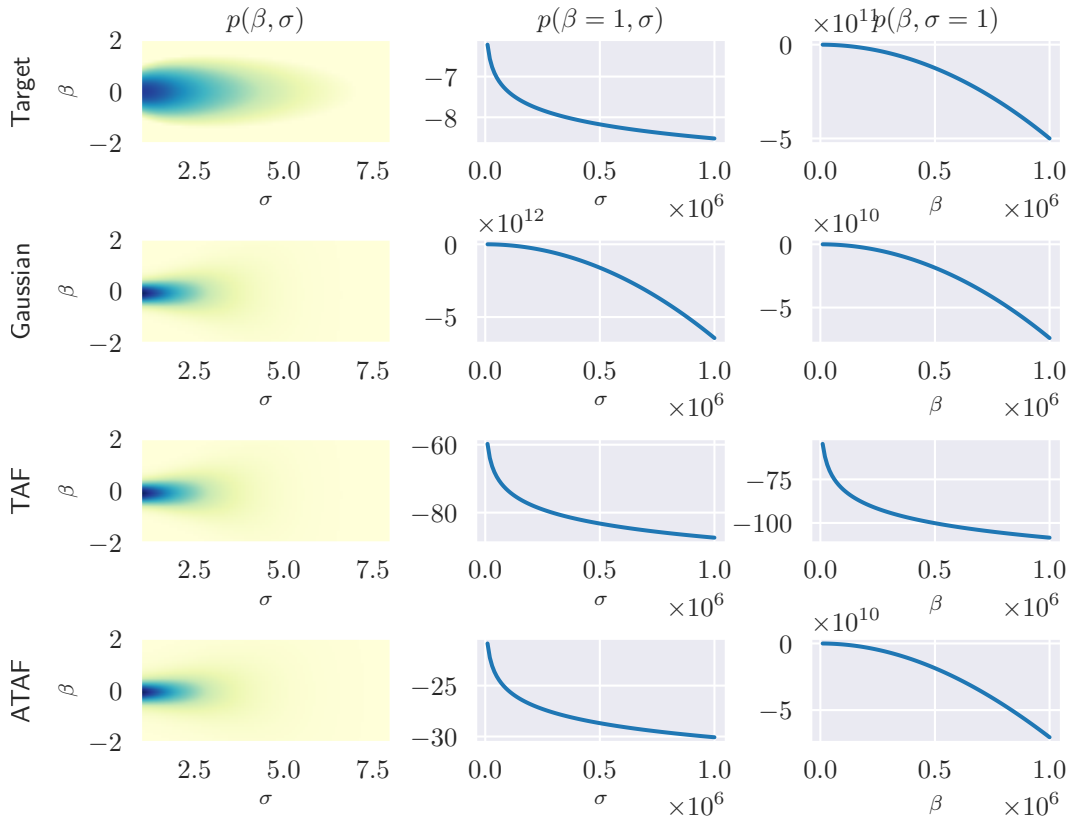 p(β, σ) p(β = 1, σ) ×10¹¹ p(β, σ = 1)
Target β 2 0 −2 2.5 5.0 7.5 σ
−7 −8 0.0 0.5 1.0 σ ×10⁶
0 −5 0.0 0.5 1.0 β ×10⁶
Gaussian β 2 0 −2 2.5 5.0 7.5 σ
×10¹² 0 −5 0.0 0.5 1.0 σ ×10⁶
×10¹⁰ 0 −5 0.0 0.5 1.0 β ×10⁶
TAF β 2 0 −2 2.5 5.0 7.5 σ
−60 −80 0.0 0.5 1.0 σ ×10⁶
−75 −100 0.0 0.5 1.0 β ×10⁶
ATAF β 2 0 −2 2.5 5.0 7.5 σ
−25 −30 0.0 0.5 1.0 σ ×10⁶
×10¹⁰ 0 −5 0.0 0.5 1.0 β ×10⁶